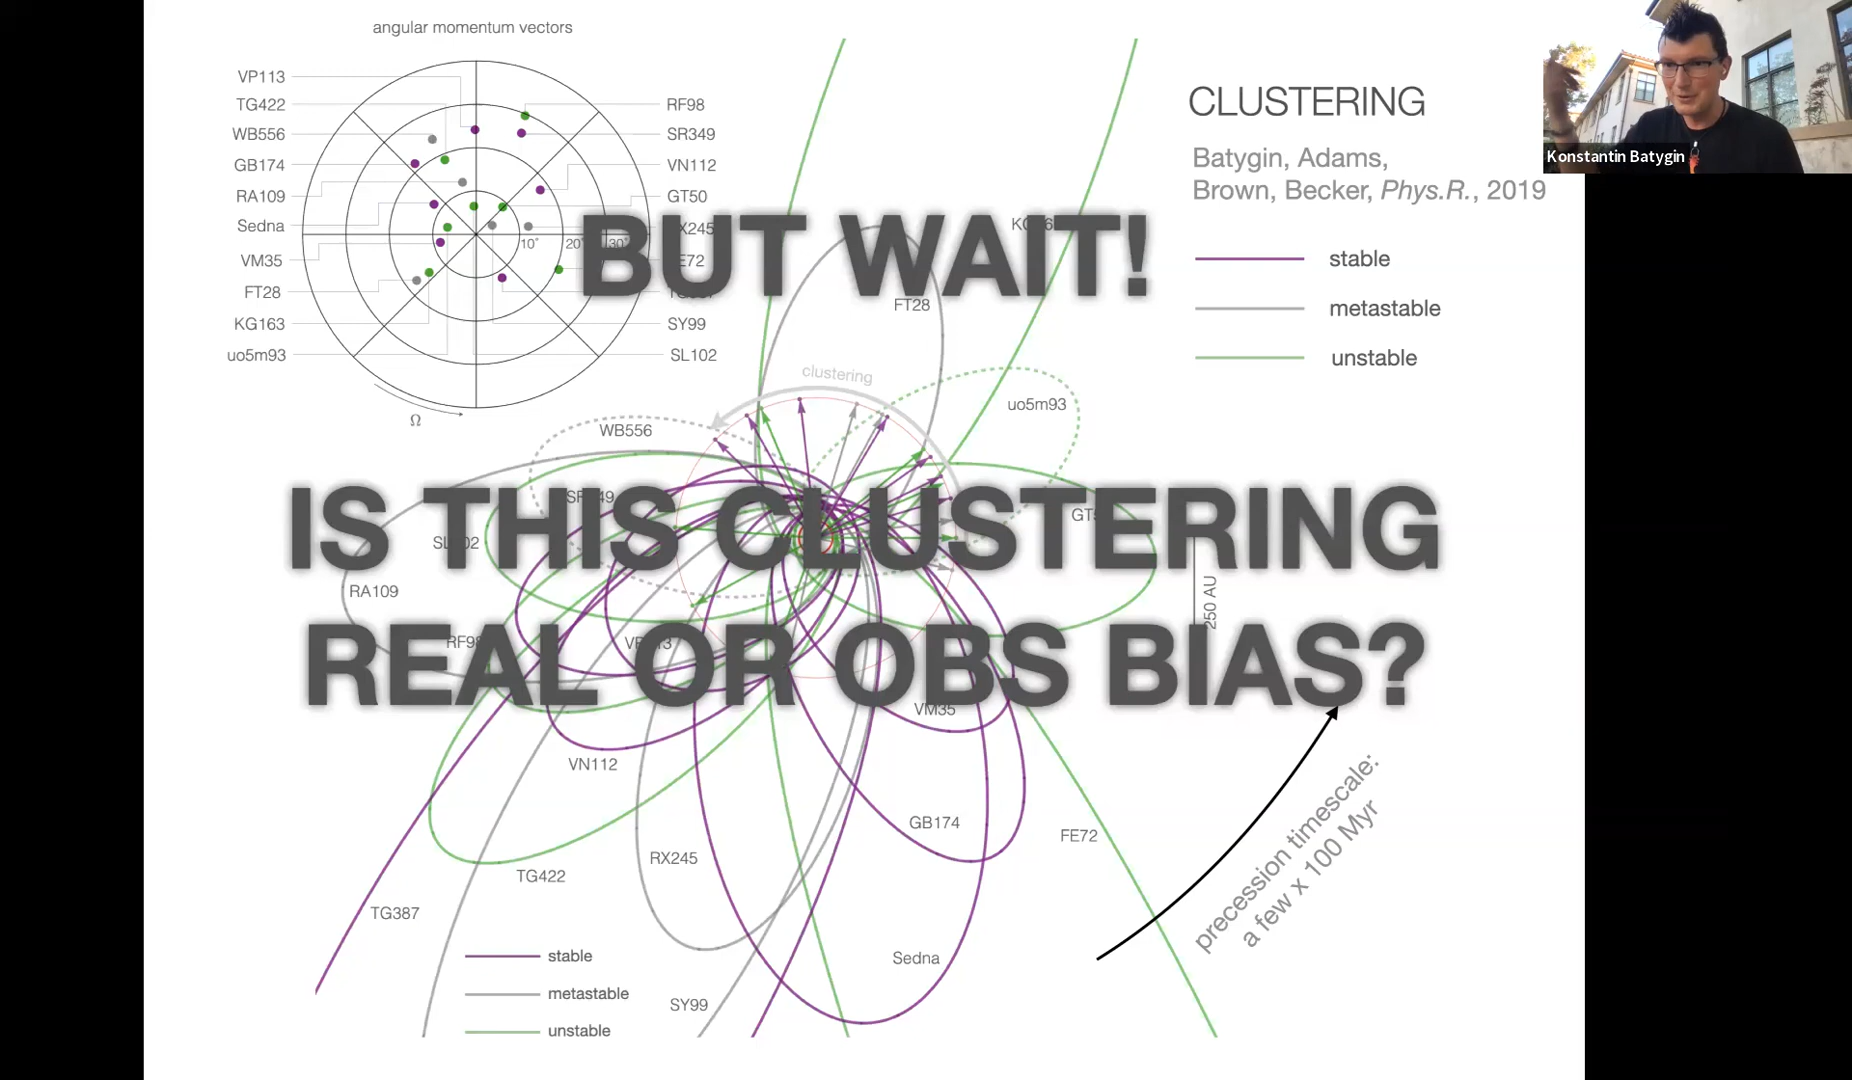 angular momentum vectors
VP113
TG422
WB556
GB174
RA109
Sedna
VM35
FT28
KG163
uo5m93
RF98
SR349
VN112
GT50
SY99
SL102
10°
20°
30°
Ω
CLUSTERING
Batygin, Adams,
Brown, Becker, Phys.R., 2019
stable
metastable
unstable
Konstantin Batygin
BUT WAIT!
FT28
clustering
uo5m93
WB556
IS THIS CLUSTERING
RA109
250 AU
REAL OR OBS BIAS?
VM35
VN112
GB174
FE72
RX245
TG422
TG387
Sedna
SY99
precession timescale:
a few x 100 Myr
stable
metastable
unstable